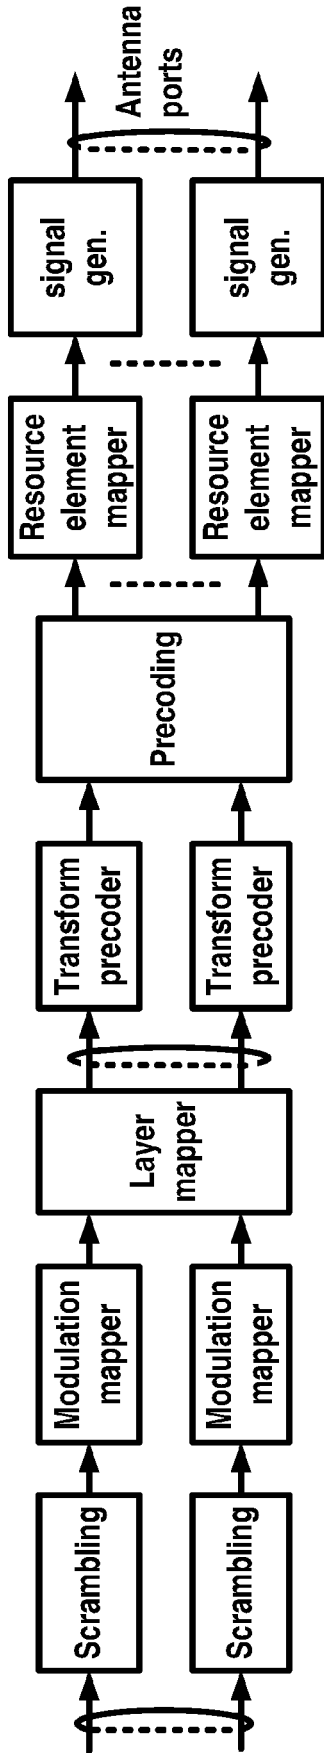 Scrambling
Scrambling
Modulation
mapper
Modulation
mapper
Layer
mapper
Transform
precoder
Transform
precoder
Precoding
Resource
element
mapper
Resource
element
mapper
signal
gen.
signal
gen.
Antenna
ports